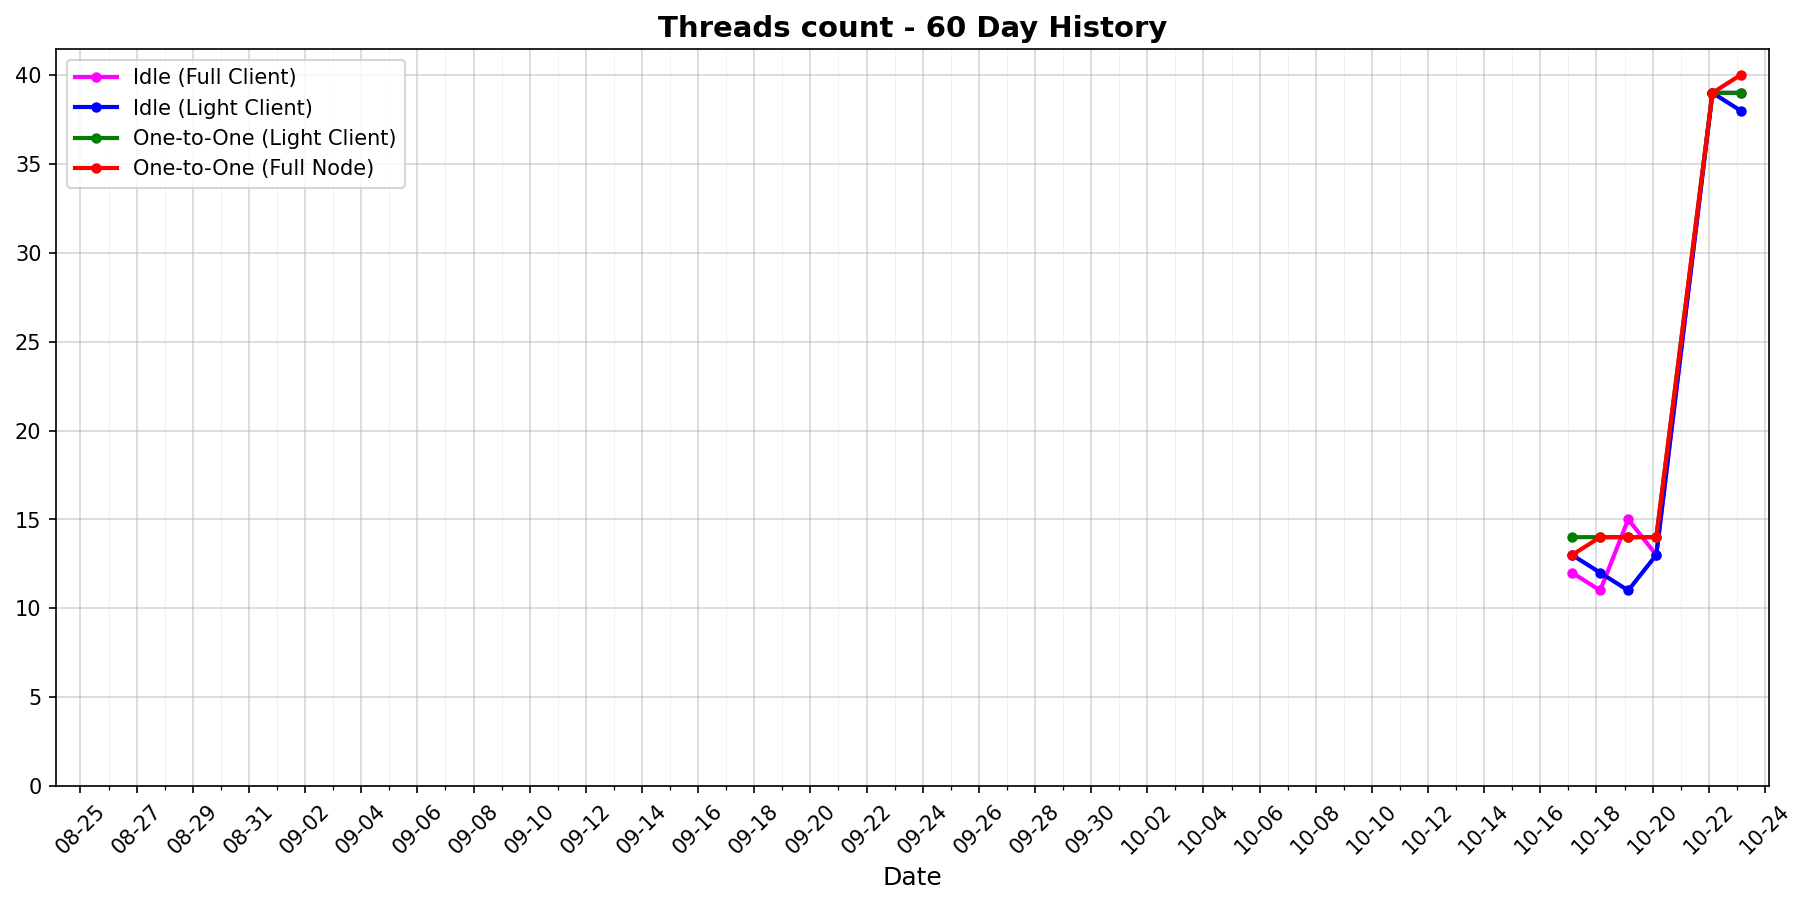 Threads count - 60 Day History
Idle (Full Client)
Idle (Light Client)
One-to-One (Light Client)
One-to-One (Full Node)
40
35
30
25
20
15
10
5
0
08-25 08-27 08-29 08-31 09-02 09-04 09-06 09-08 09-10 09-12 09-14 09-16 09-18 09-20 09-22 09-24 09-26 09-28 09-30 10-02 10-04 10-06 10-08 10-10 10-12 10-14 10-16 10-18 10-20 10-22 10-24
Date